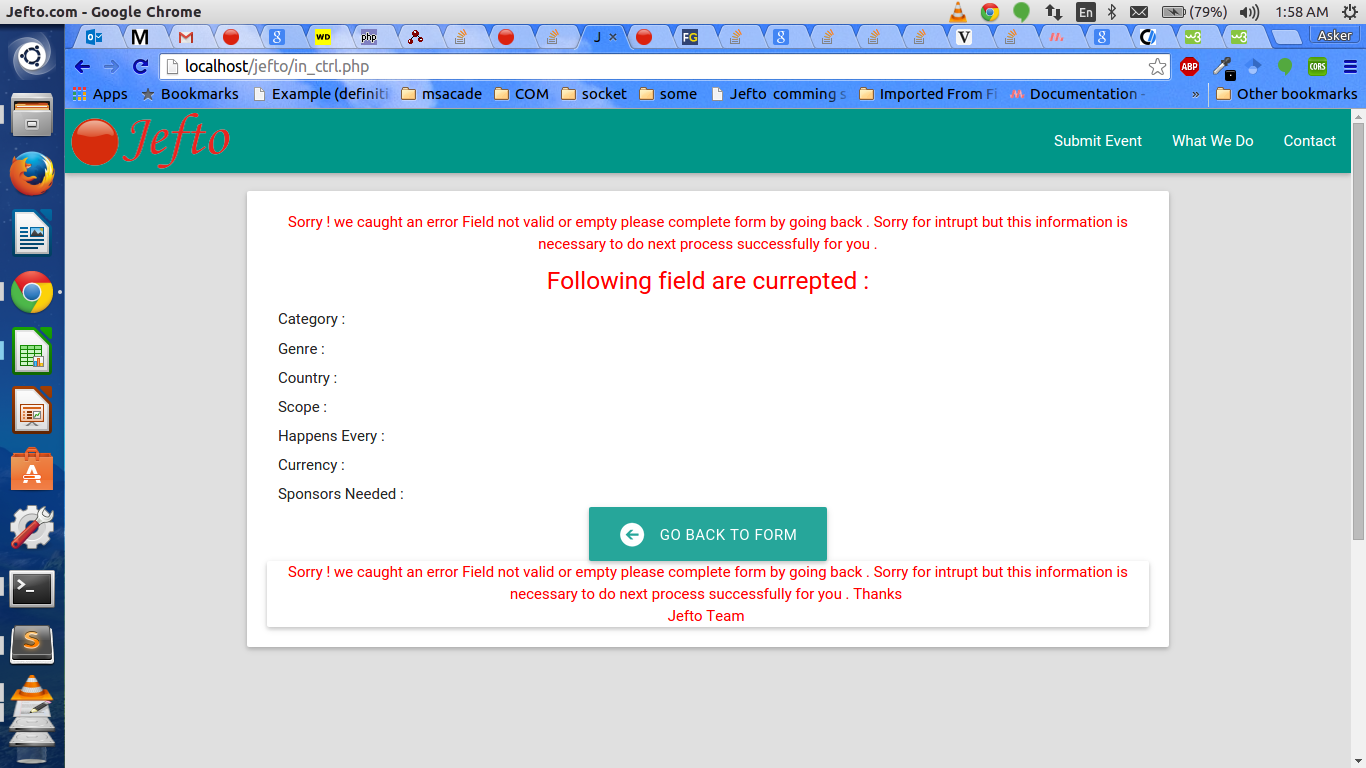 Jefto.com - Google Chrome
En
(79%)
1:58 AM
M
WD
php
J
FG
V
Asker
localhost/jefto/in_ctrl.php
ABP
CORS
Apps
Bookmarks
Example (definiti
msacade
COM
socket
some
Jefto comming s
Imported From Fi
Documentation -
»
Other bookmarks
Jefto
Submit Event
What We Do
Contact
Sorry ! we caught an error Field not valid or empty please complete form by going back . Sorry for intrupt but this information is
necessary to do next process successfully for you .
Following field are currepted :
Category :
Genre :
Country :
Scope :
Happens Every :
Currency :
Sponsors Needed :
GO BACK TO FORM
Sorry ! we caught an error Field not valid or empty please complete form by going back . Sorry for intrupt but this information is
necessary to do next process successfully for you . Thanks
Jefto Team